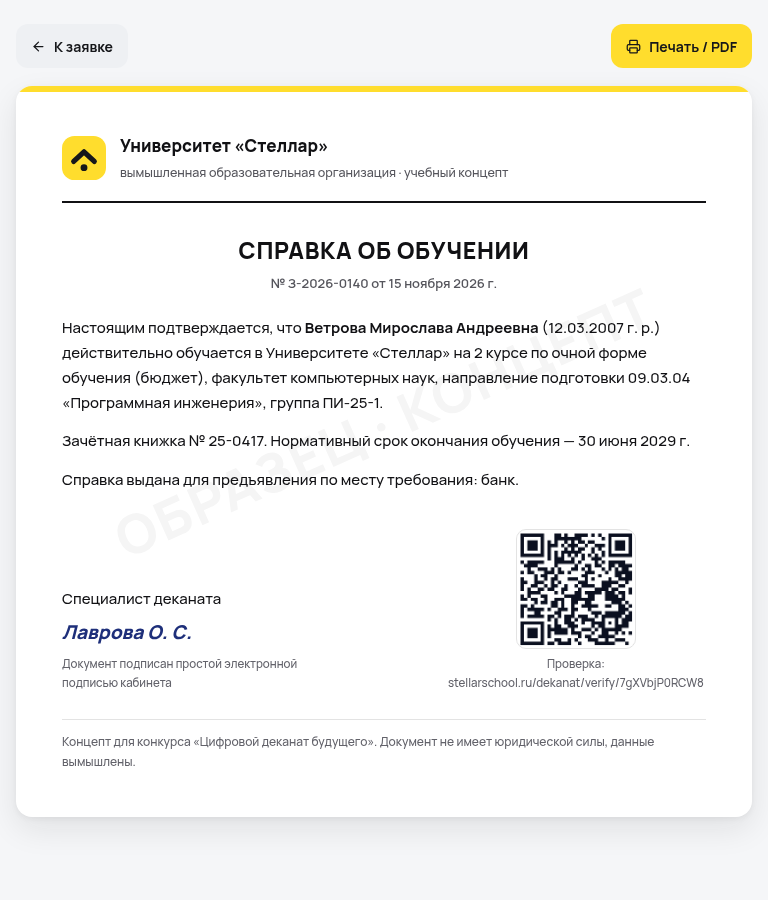 К заявке
Печать / PDF
Университет «Стеллар»
вымышленная образовательная организация · учебный концепт
СПРАВКА ОБ ОБУЧЕНИИ
№ З-2026-0140 от 15 ноября 2026 г.
Настоящим подтверждается, что Ветрова Мирослава Андреевна (12.03.2007 г. р.)
действительно обучается в Университете «Стеллар» на 2 курсе по очной форме
обучения (бюджет), факультет компьютерных наук, направление подготовки 09.03.04
«Программная инженерия», группа ПИ-25-1.
Зачётная книжка № 25-0417. Нормативный срок окончания обучения — 30 июня 2029 г.
Справка выдана для предъявления по месту требования: банк.
ОБРАЗЕЦ · КОНЦЕПТ
Специалист деканата
Лаврова О. С.
Документ подписан простой электронной
подписью кабинета
Проверка:
stellarschool.ru/dekanat/verify/7gXVbjP0RCW8
Концепт для конкурса «Цифровой деканат будущего». Документ не имеет юридической силы, данные
вымышлены.